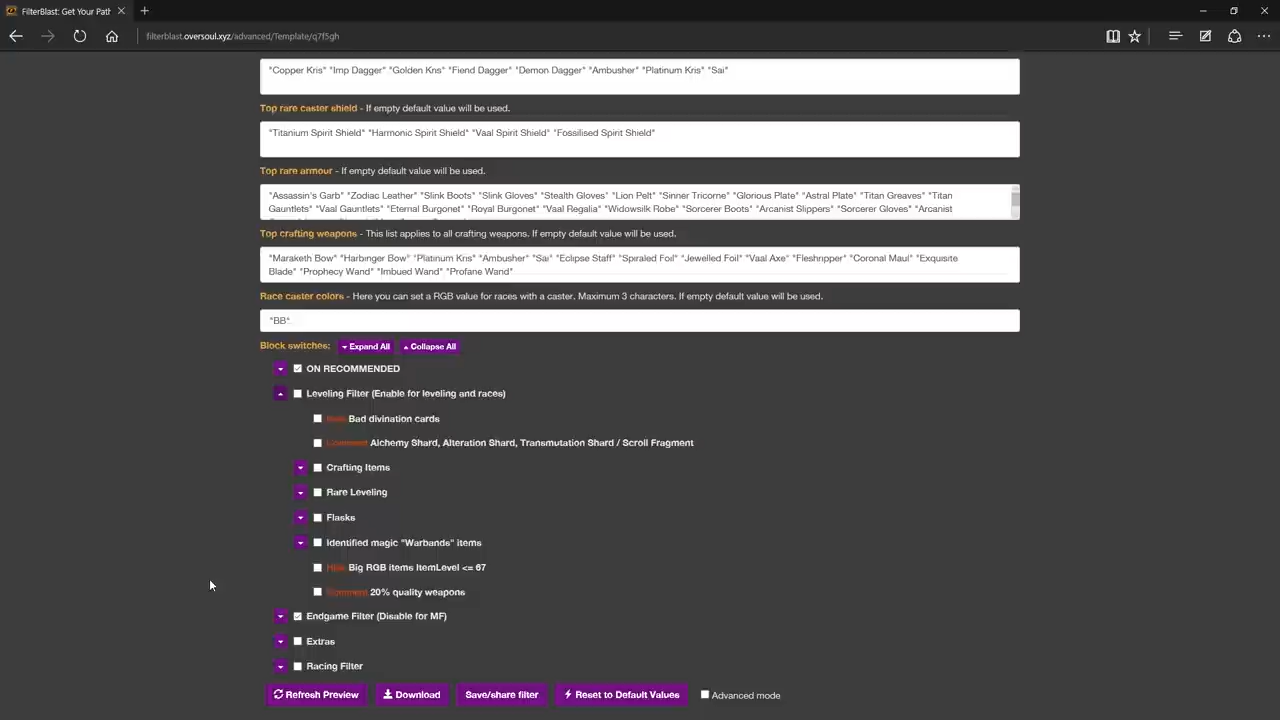 FilterBlast: Get Your Path
filterblast.oversoul.xyz/advanced/Template/q7f5gh
"Copper Kris" "Imp Dagger" "Golden Kris" "Fiend Dagger" "Demon Dagger" "Ambusher" "Platinum Kris" "Sai"
Top rare caster shield - If empty default value will be used.
"Titanium Spirit Shield" "Harmonic Spirit Shield" "Vaal Spirit Shield" "Fossilised Spirit Shield"
Top rare armour - If empty default value will be used.
"Assassin's Garb" "Zodiac Leather" "Slink Boots" "Slink Gloves" "Stealth Gloves" "Lion Pelt" "Sinner Tricorne" "Glorious Plate" "Astral Plate" "Titan Greaves" "Titan
Gauntlets" "Vaal Gauntlets" "Eternal Burgonet" "Royal Burgonet" "Vaal Regalia" "Widowsilk Robe" "Sorcerer Boots" "Arcanist Slippers" "Sorcerer Gloves" "Arcanist
Top crafting weapons - This list applies to all crafting weapons. If empty default value will be used.
"Maraketh Bow" "Harbinger Bow" "Platinum Kris" "Ambusher" "Sai" "Eclipse Staff" "Spiraled Foil" "Jewelled Foil" "Vaal Axe" "Fleshripper" "Coronal Maul" "Exquisite
Blade" "Prophecy Wand" "Imbued Wand" "Profane Wand"
Race caster colors - Here you can set a RGB value for races with a caster. Maximum 3 characters. If empty default value will be used.
"BB"
Block switches: Expand All Collapse All
ON RECOMMENDED
Leveling Filter (Enable for leveling and races)
Bad divination cards
Alchemy Shard, Alteration Shard, Transmutation Shard / Scroll Fragment
Crafting Items
Rare Leveling
Flasks
Identified magic "Warbands" items
Big RGB items ItemLevel <= 67
20% quality weapons
Endgame Filter (Disable for MF)
Extras
Racing Filter
Refresh Preview Download Save/share filter Reset to Default Values Advanced mode